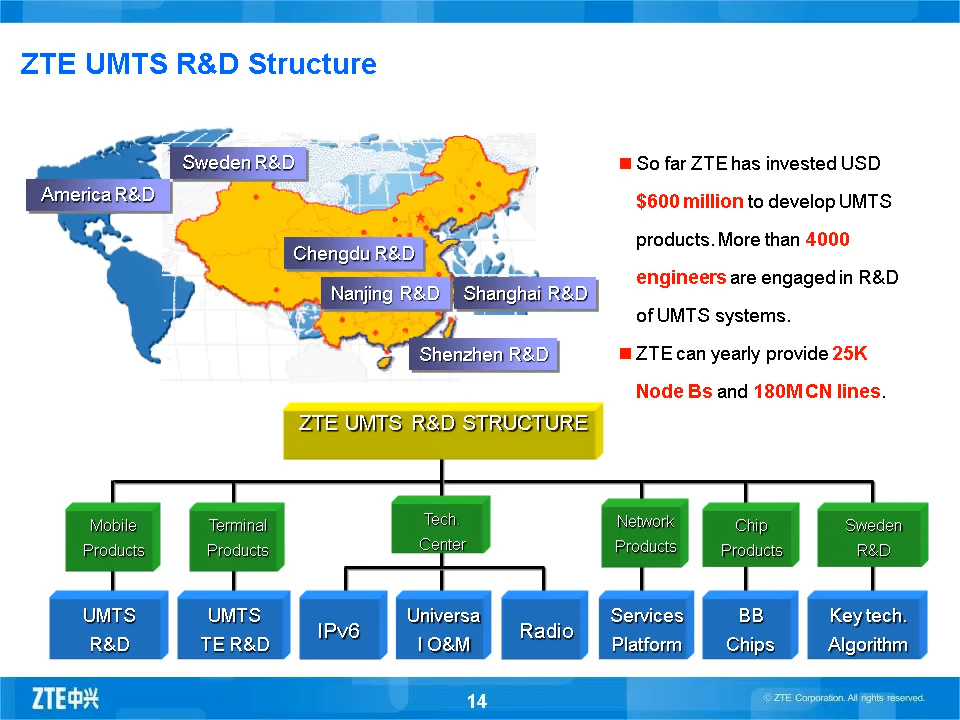 ZTE UMTS R&D Structure
Sweden R&D
America R&D
Chengdu R&D
Nanjing R&D
Shanghai R&D
Shenzhen R&D
So far ZTE has invested USD
$600 million to develop UMTS
products. More than 4000
engineers are engaged in R&D
of UMTS systems.
ZTE can yearly provide 25K
Node Bs and 180M CN lines.
ZTE UMTS R&D STRUCTURE
Mobile
Products
Terminal
Products
Tech.
Center
Network
Products
Chip
Products
Sweden
R&D
UMTS
R&D
UMTS
TE R&D
IPv6
Universa
l O&M
Radio
Services
Platform
BB
Chips
Key tech.
Algorithm
ZTE中兴
14
© ZTE Corporation. All rights reserved.